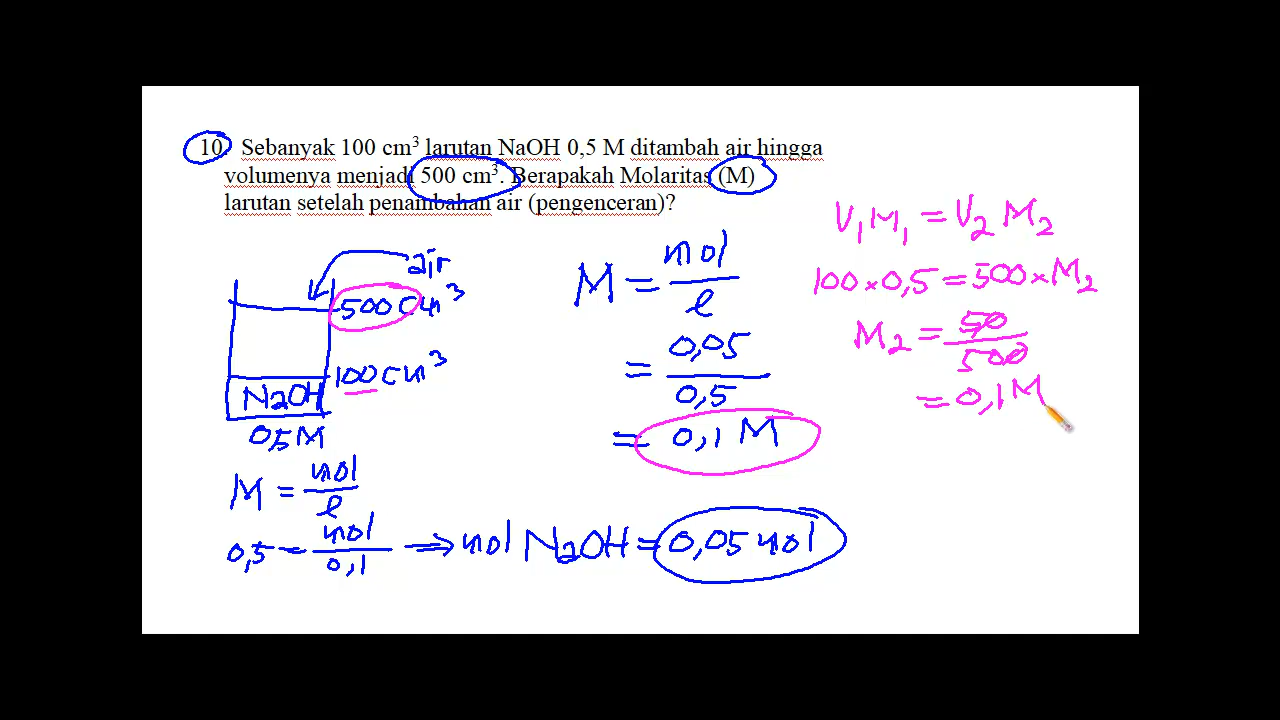 10. Sebanyak 100 cm³ larutan NaOH 0,5 M ditambah air hingga
volumenya menjadi 500 cm³. Berapakah Molaritas (M)
larutan setelah penambahan air (pengenceran)?
air
500 cm³
100 cm³
NaOH
0,5 M
M = mol / l
0,5 = mol / 0,1 ⇒ mol NaOH = 0,05 mol
M = mol / l
= 0,05 / 0,5
= 0,1 M
V₁M₁ = V₂M₂
100 × 0,5 = 500 × M₂
M₂ = 50 / 500
= 0,1 M